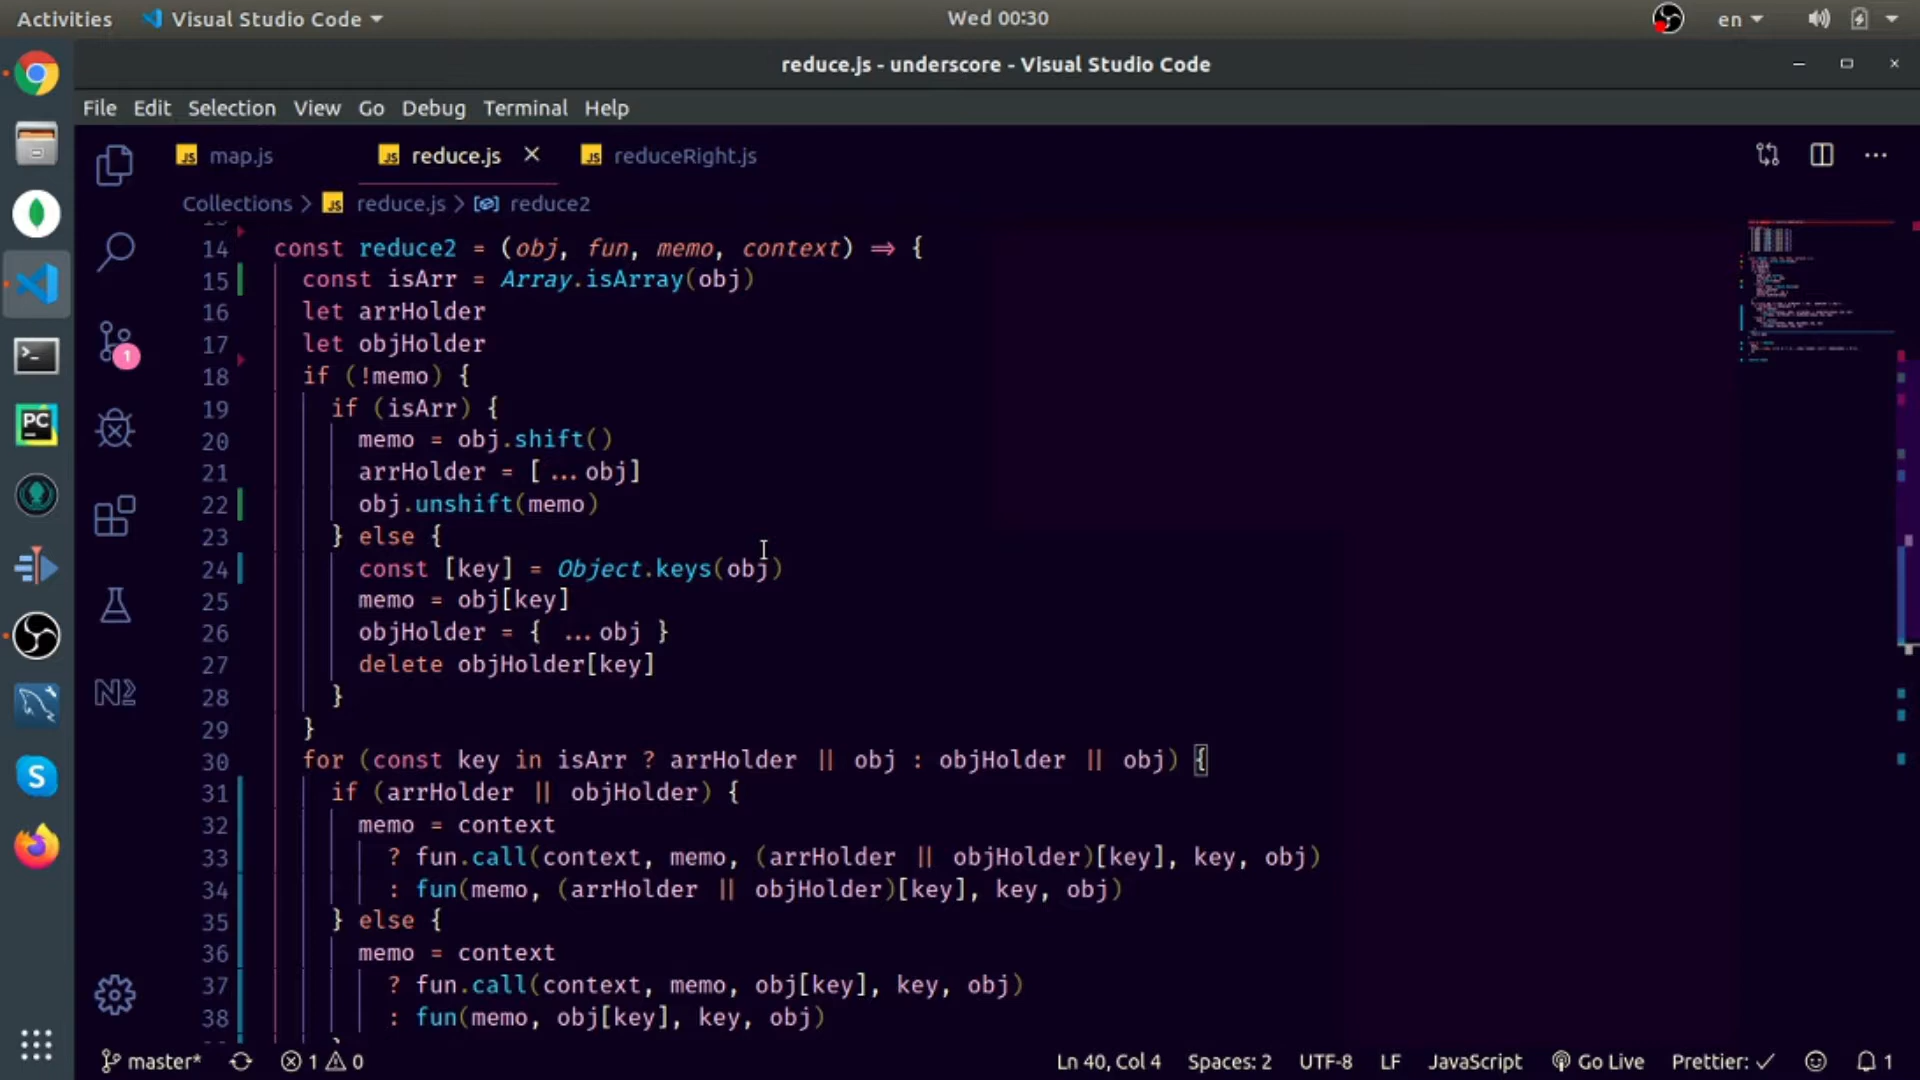 Activities Visual Studio Code Wed 00:30 en
reduce.js - underscore - Visual Studio Code
File Edit Selection View Go Debug Terminal Help
JS map.js JS reduce.js JS reduceRight.js
Collections > JS reduce.js > reduce2
14 const reduce2 = (obj, fun, memo, context) => {
15 const isArr = Array.isArray(obj)
16 let arrHolder
17 let objHolder
18 if (!memo) {
19 if (isArr) {
20 memo = obj.shift()
21 arrHolder = [ ...obj]
22 obj.unshift(memo)
23 } else {
24 const [key] = Object.keys(obj)
25 memo = obj[key]
26 objHolder = { ...obj }
27 delete objHolder[key]
28 }
29 }
30 for (const key in isArr ? arrHolder || obj : objHolder || obj) {
31 if (arrHolder || objHolder) {
32 memo = context
33 ? fun.call(context, memo, (arrHolder || objHolder)[key], key, obj)
34 : fun(memo, (arrHolder || objHolder)[key], key, obj)
35 } else {
36 memo = context
37 ? fun.call(context, memo, obj[key], key, obj)
38 : fun(memo, obj[key], key, obj)
1
PC
S
N
master* 1 0 Ln 40, Col 4 Spaces: 2 UTF-8 LF JavaScript Go Live Prettier: ✓ 1